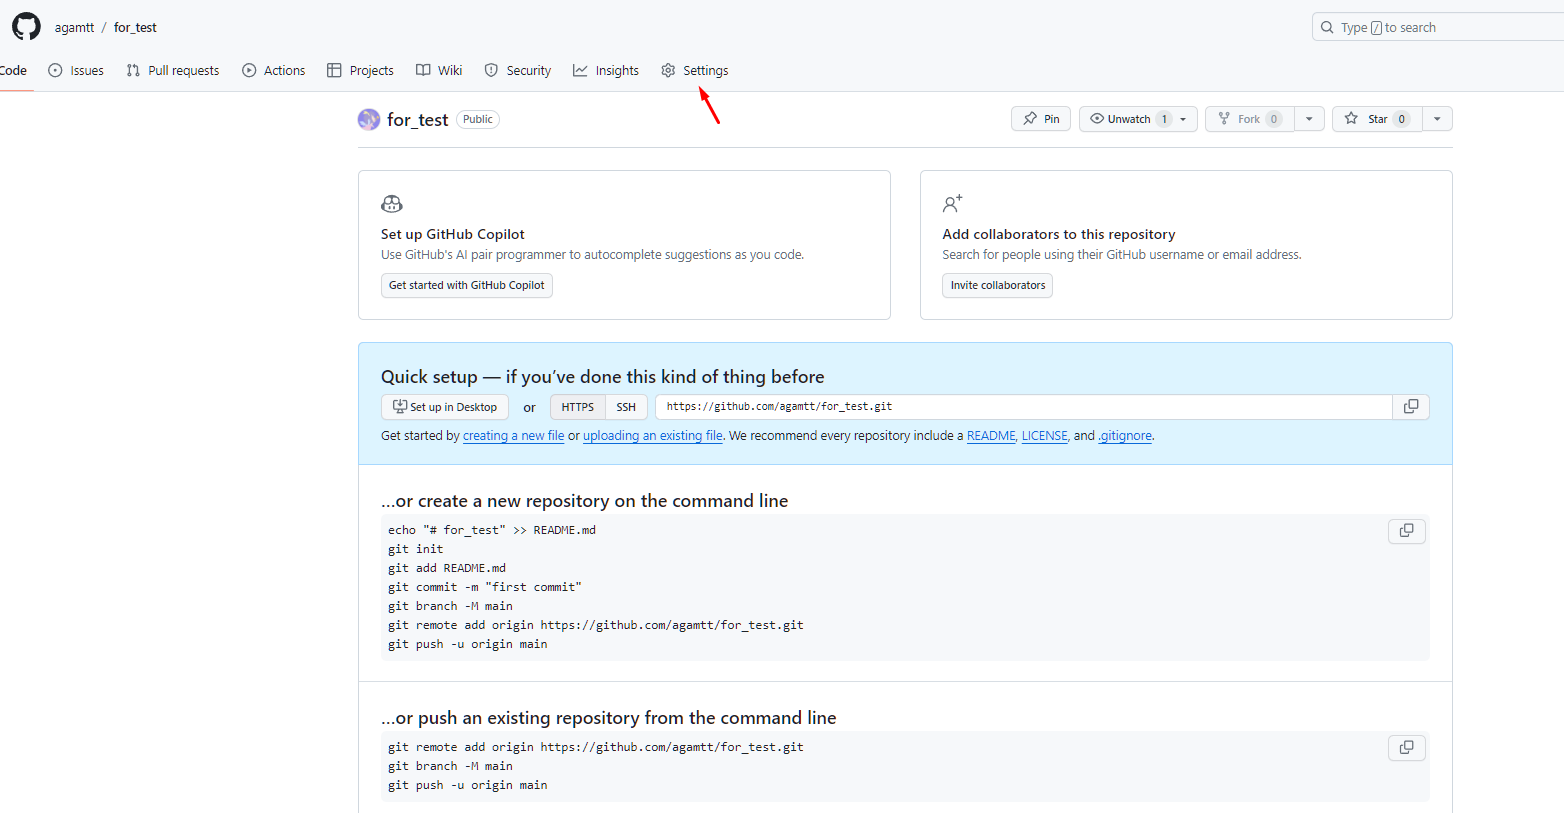 agamtt / for_test
Type / to search
Code Issues Pull requests Actions Projects Wiki Security Insights Settings
for_test Public
Pin Unwatch 1 Fork 0 Star 0
Set up GitHub Copilot
Use GitHub's AI pair programmer to autocomplete suggestions as you code.
Get started with GitHub Copilot
Add collaborators to this repository
Search for people using their GitHub username or email address.
Invite collaborators
Quick setup — if you've done this kind of thing before
Set up in Desktop or HTTPS SSH https://github.com/agamtt/for_test.git
Get started by creating a new file or uploading an existing file. We recommend every repository include a README, LICENSE, and .gitignore.
…or create a new repository on the command line
echo "# for_test" >> README.md
git init
git add README.md
git commit -m "first commit"
git branch -M main
git remote add origin https://github.com/agamtt/for_test.git
git push -u origin main
…or push an existing repository from the command line
git remote add origin https://github.com/agamtt/for_test.git
git branch -M main
git push -u origin main